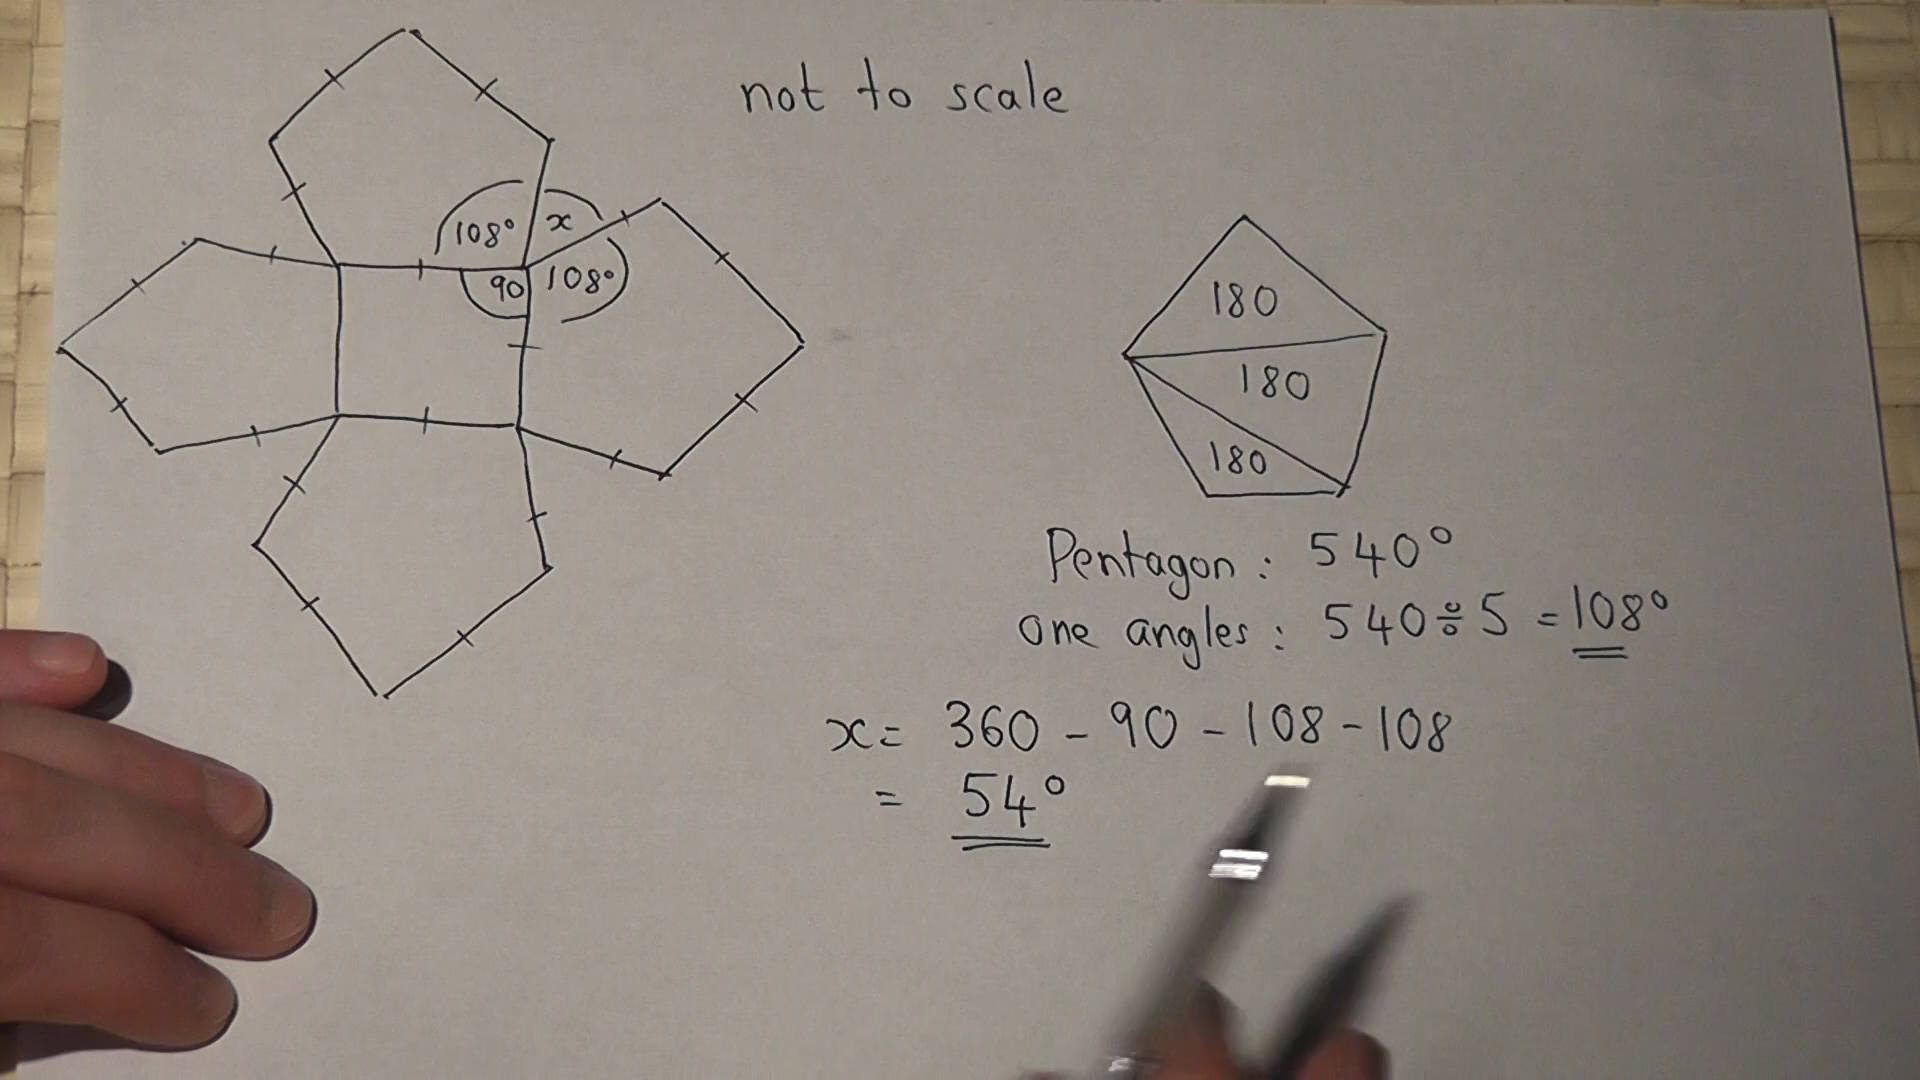 not to scale
108° x
90 108°
180
180
180
Pentagon : 540°
one angles : 540÷5 = 108°
x = 360 - 90 - 108 - 108
= 54°